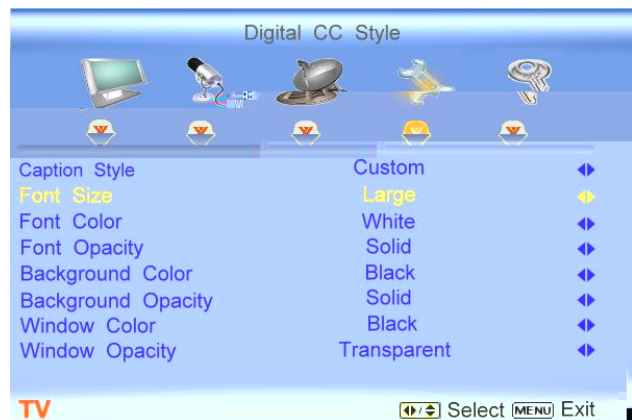 Digital CC Style
Caption Style Custom
Font Size Large
Font Color White
Font Opacity Solid
Background Color Black
Background Opacity Solid
Window Color Black
Window Opacity Transparent
TV Select MENU Exit